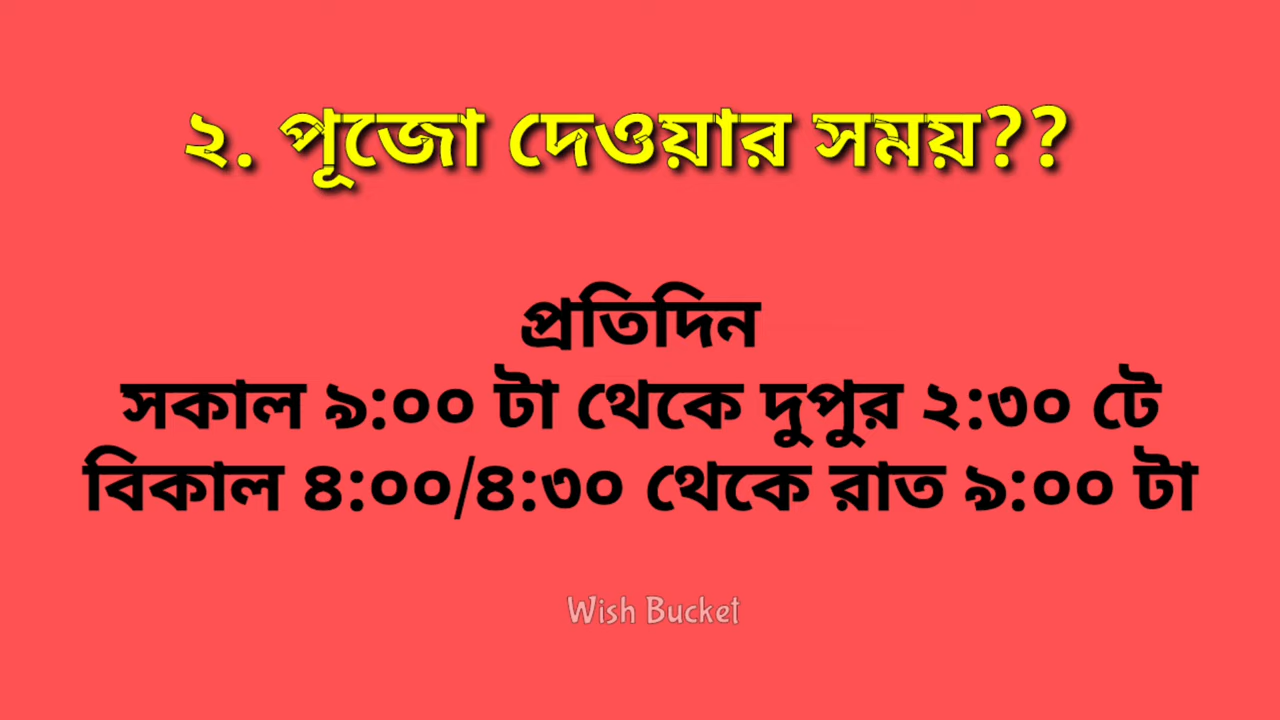 ২. পূজো দেওয়ার সময়??
প্রতিদিন
সকাল ৯:০০ টা থেকে দুপুর ২:৩০ টে
বিকাল ৪:০০/৪:৩০ থেকে রাত ৯:০০ টা
Wish Bucket